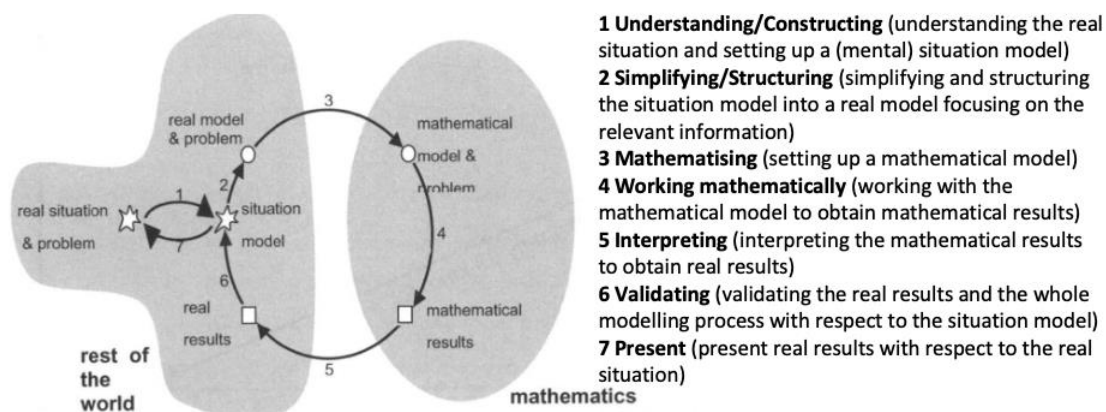 3
real model
& problem
mathematical
model &
problem
1
2
real situation
& problem
situation
model
7
4
6
real
results
mathematical
results
5
rest of
the
world
mathematics
1 Understanding/Constructing (understanding the real
situation and setting up a (mental) situation model)
2 Simplifying/Structuring (simplifying and structuring
the situation model into a real model focusing on the
relevant information)
3 Mathematising (setting up a mathematical model)
4 Working mathematically (working with the
mathematical model to obtain mathematical results)
5 Interpreting (interpreting the mathematical results
to obtain real results)
6 Validating (validating the real results and the whole
modelling process with respect to the situation model)
7 Present (present real results with respect to the real
situation)